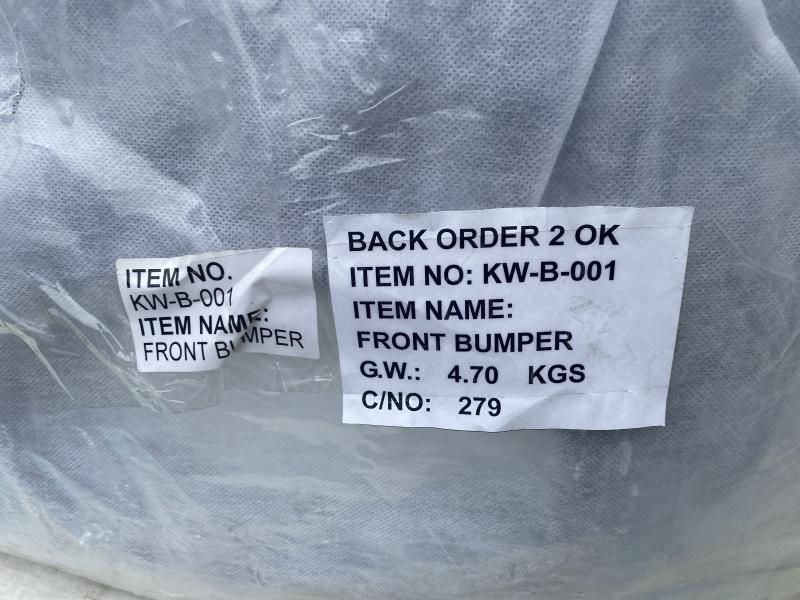 ITEM NO.
KW-B-001
ITEM NAME:
FRONT BUMPER
BACK ORDER 2 OK
ITEM NO: KW-B-001
ITEM NAME:
FRONT BUMPER
G.W.: 4.70 KGS
C/NO: 279